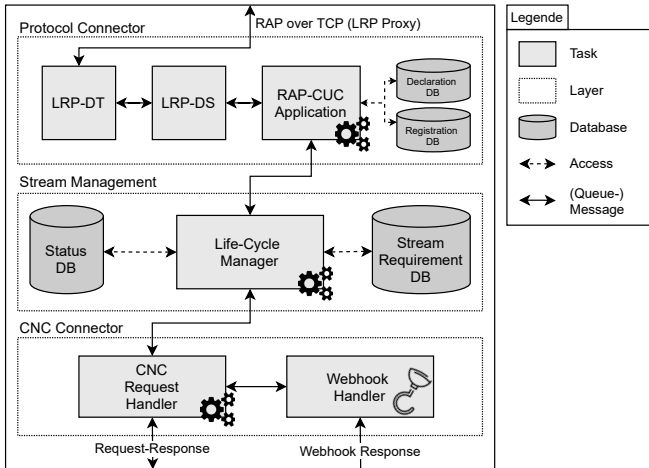 RAP over TCP (LRP Proxy)
Protocol Connector
LRP-DT
LRP-DS
RAP-CUC
Application
Declaration
DB
Registration
DB
Stream Management
Status
DB
Life-Cycle
Manager
Stream
Requirement
DB
CNC Connector
CNC
Request
Handler
Webhook
Handler
Request-Response
Webhook Response
Legende
Task
Layer
Database
Access
(Queue-)
Message